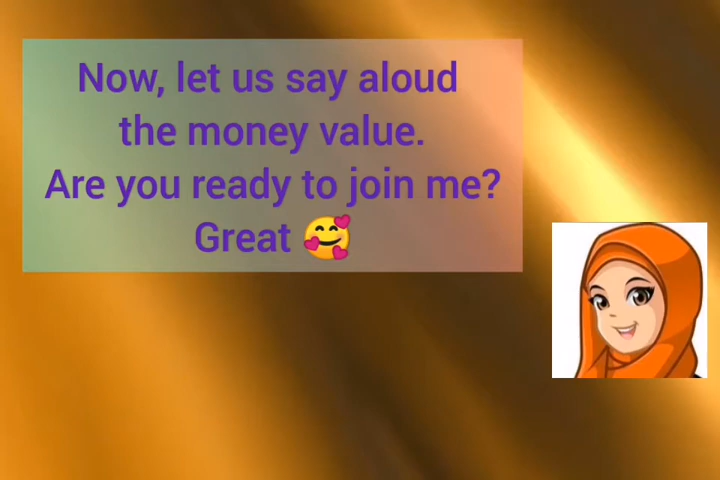 Now, let us say aloud
the money value.
Are you ready to join me?
Great 🥰